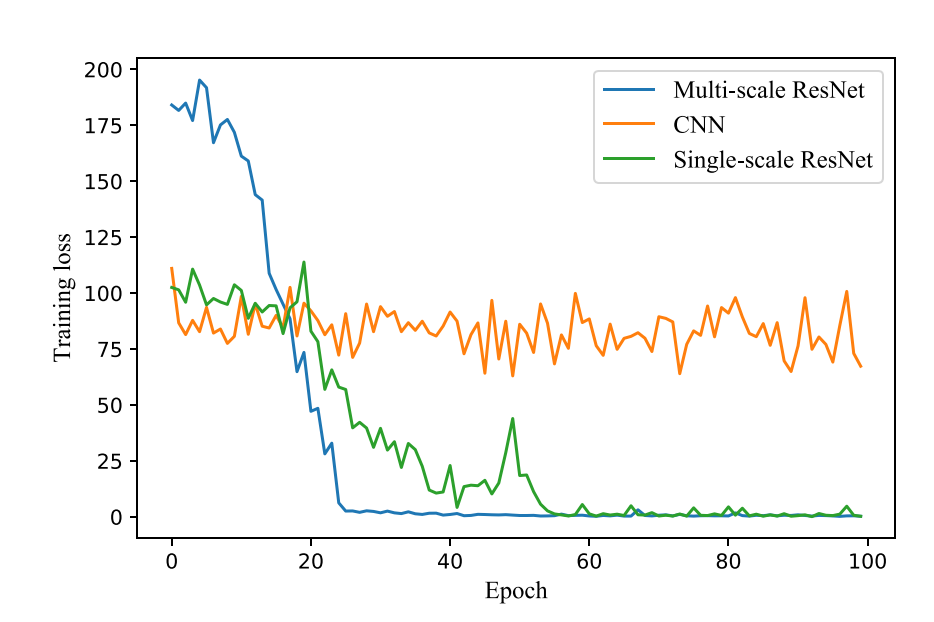 200
175
150
125
100
75
50
25
0
Training loss
Multi-scale ResNet
CNN
Single-scale ResNet
0 20 40 60 80 100
Epoch